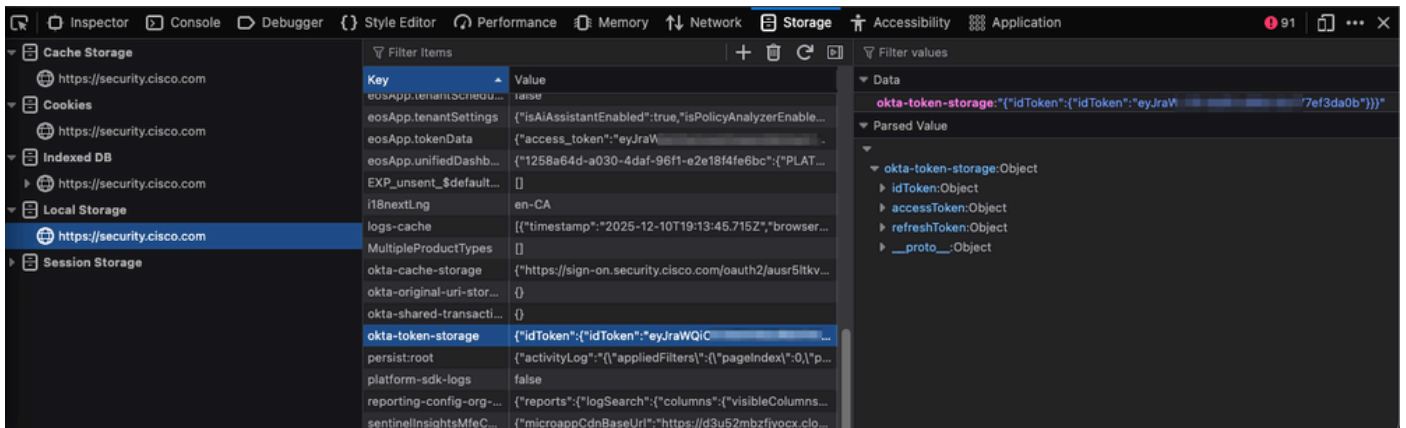 Inspector Console Debugger Style Editor Performance Memory Network Storage Accessibility Application 91
Cache Storage
https://security.cisco.com
Cookies
https://security.cisco.com
Indexed DB
https://security.cisco.com
Local Storage
https://security.cisco.com
Session Storage
Filter Items
Key Value
eosApp.tenantSchedu... false
eosApp.tenantSettings {"isAiAssistantEnabled":true,"isPolicyAnalyzerEnable...
eosApp.tokenData {"access_token":"eyJraW
eosApp.unifiedDashb... {"1258a64d-a030-4daf-96f1-e2e18f4fe6bc":{"PLAT...
EXP_unsent_$default... []
i18nextLng en-CA
logs-cache [{"timestamp":"2025-12-10T19:13:45.715Z","browser...
MultipleProductTypes []
okta-cache-storage {"https://sign-on.security.cisco.com/oauth2/ausr5ltkv...
okta-original-uri-stor... {}
okta-shared-transacti... {}
okta-token-storage {"idToken":{"idToken":"eyJraWQiO ...
persist:root {"activityLog":"{\"appliedFilters\":{\"pageIndex\":0,\"p...
platform-sdk-logs false
reporting-config-org-... {"reports":{"logSearch":{"columns":{"visibleColumns...
sentinelInsightsMfeC... {"microappCdnBaseUrl":"https://d3u52mbzfjyocx.clo...
Filter values
Data
okta-token-storage:"{"idToken":{"idToken":"eyJraW 7ef3da0b"}}}"
Parsed Value
okta-token-storage:Object
idToken:Object
accessToken:Object
refreshToken:Object
__proto__:Object